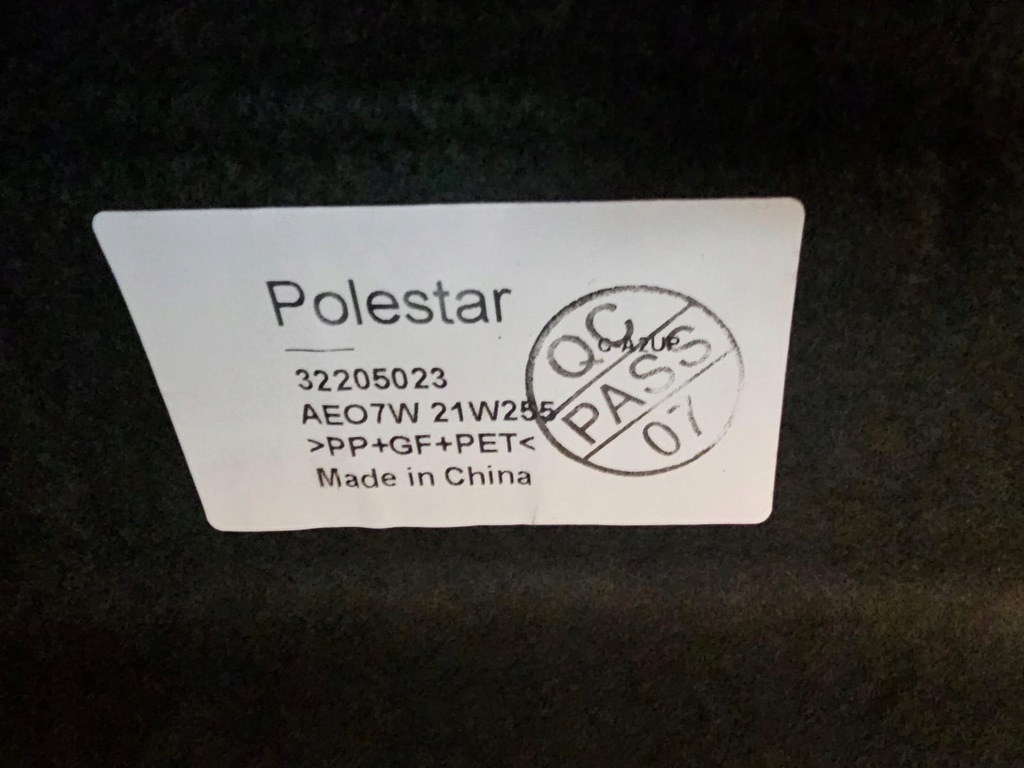 Polestar
32205023
AEO7W 21W255
>PP+GF+PET<
Made in China
QC
PASS
07